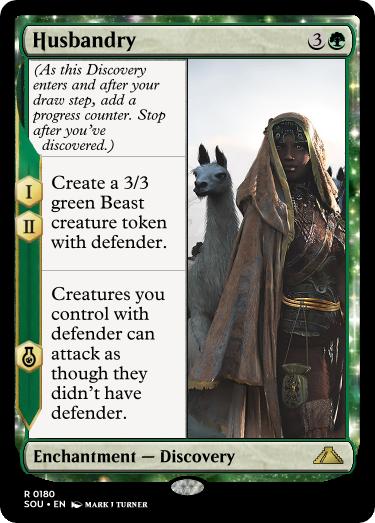 Husbandry 3
(As this Discovery
enters and after your
draw step, add a
progress counter. Stop
after you've
discovered.)
I
II
Create a 3/3
green Beast
creature token
with defender.
Creatures you
control with
defender can
attack as
though they
didn't have
defender.
Enchantment — Discovery
R 0180
SOU • EN MARK J TURNER